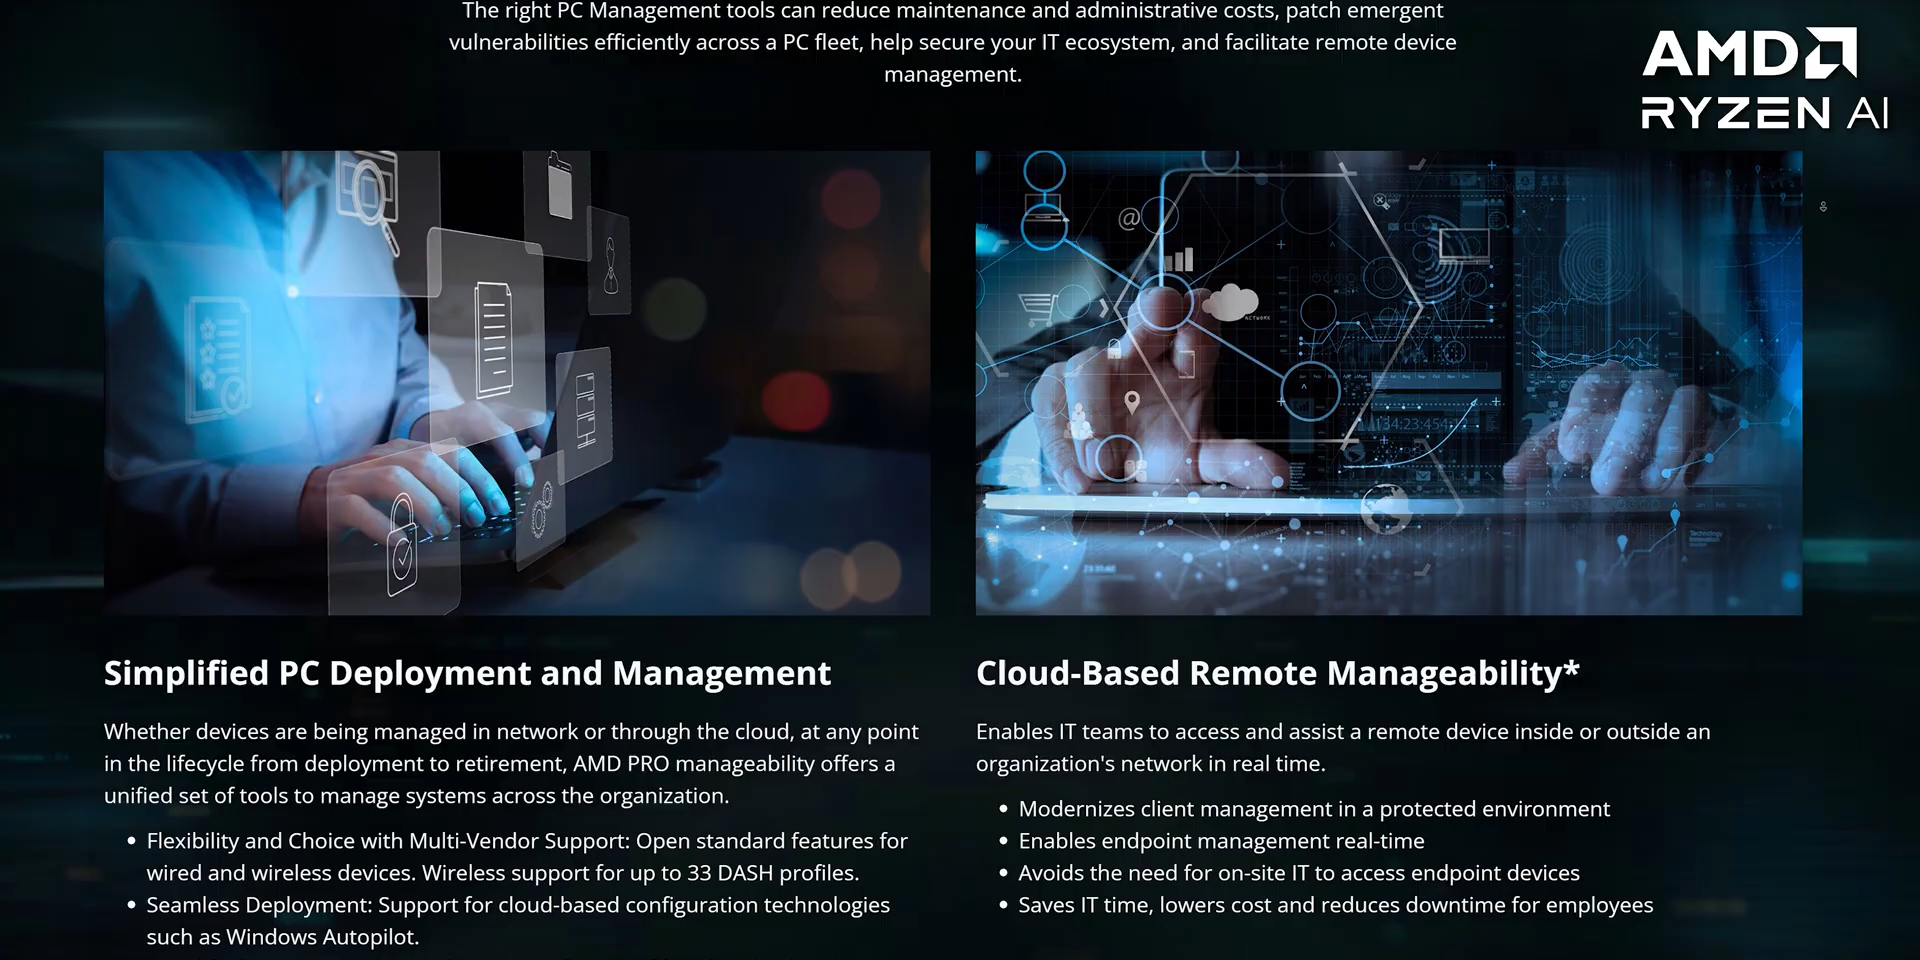 The right PC Management tools can reduce maintenance and administrative costs, patch emergent
vulnerabilities efficiently across a PC fleet, help secure your IT ecosystem, and facilitate remote device
management.
AMD
RYZEN AI
@
NETWORK
134:23:454
Technology
Innovation
Simplified PC Deployment and Management
Whether devices are being managed in network or through the cloud, at any point
in the lifecycle from deployment to retirement, AMD PRO manageability offers a
unified set of tools to manage systems across the organization.
• Flexibility and Choice with Multi-Vendor Support: Open standard features for
wired and wireless devices. Wireless support for up to 33 DASH profiles.
• Seamless Deployment: Support for cloud-based configuration technologies
such as Windows Autopilot.
Cloud-Based Remote Manageability*
Enables IT teams to access and assist a remote device inside or outside an
organization's network in real time.
• Modernizes client management in a protected environment
• Enables endpoint management real-time
• Avoids the need for on-site IT to access endpoint devices
• Saves IT time, lowers cost and reduces downtime for employees